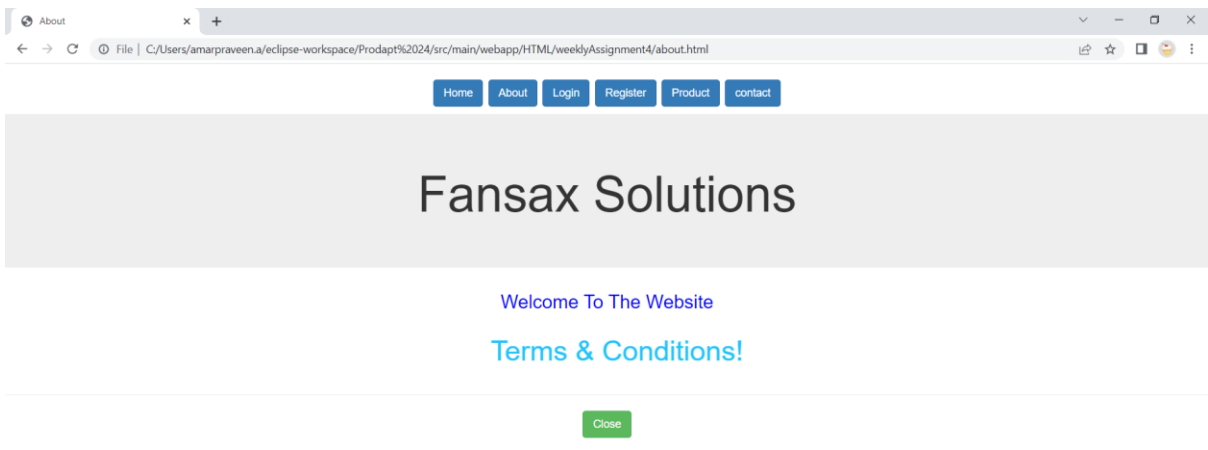 About
File | C:/Users/amarpraveen.a/eclipse-workspace/Prodapt%2024/src/main/webapp/HTML/weeklyAssignment4/about.html
Home About Login Register Product contact
Fansax Solutions
Welcome To The Website
Terms & Conditions!
Close